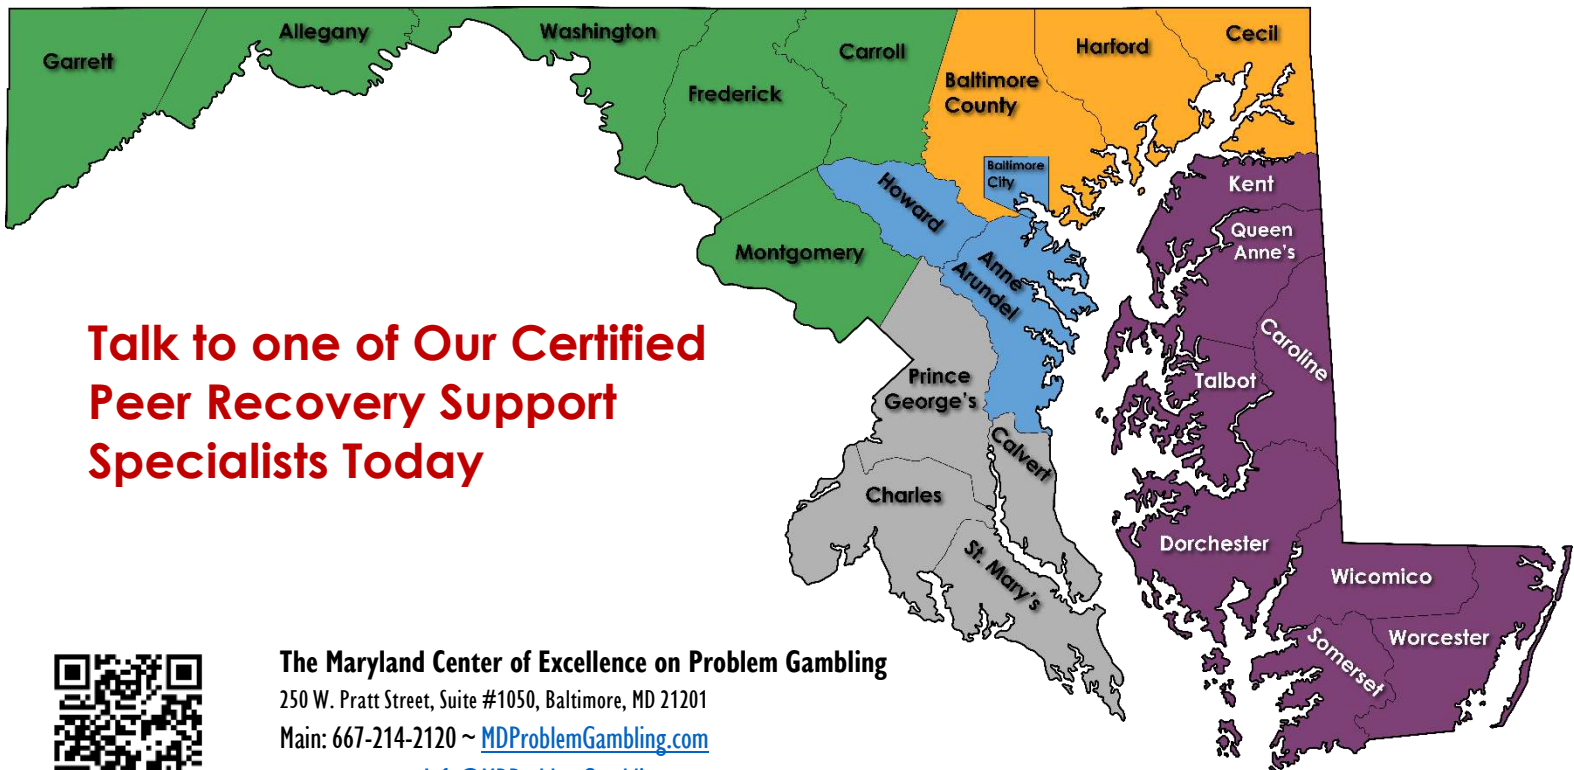 Garrett
Allegany
Washington
Frederick
Carroll
Baltimore
County
Harford
Cecil
Baltimore
City
Howard
Montgomery
Anne
Arundel
Kent
Queen
Anne's
Caroline
Talbot
Prince
George's
Calvert
Charles
St. Mary's
Dorchester
Wicomico
Somerset
Worcester
Talk to one of Our Certified
Peer Recovery Support
Specialists Today
The Maryland Center of Excellence on Problem Gambling
250 W. Pratt Street, Suite #1050, Baltimore, MD 21201
Main: 667-214-2120 ~ MDProblemGambling.com